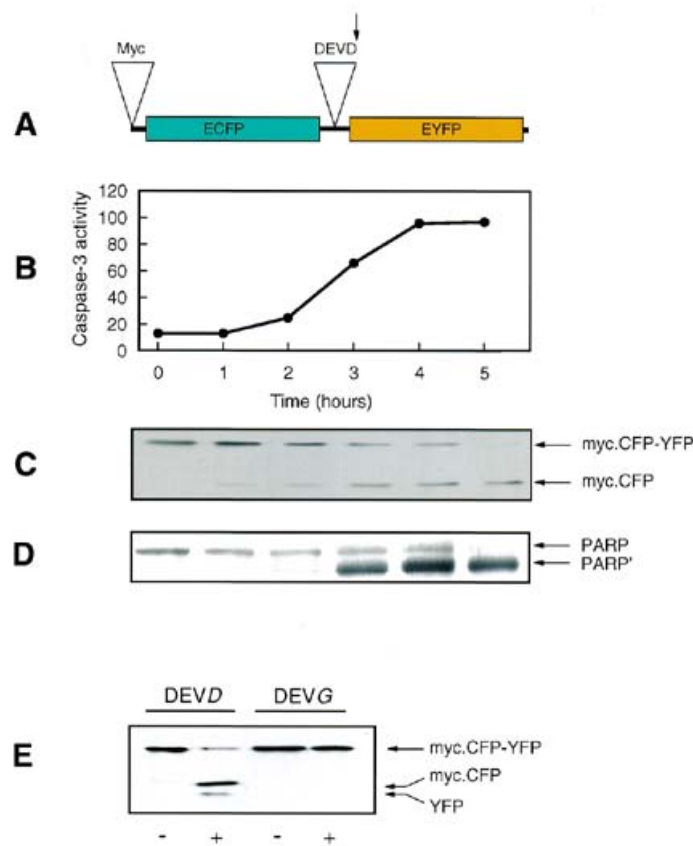 Myc DEVD
A
ECFP EYFP
B
Caspase-3 activity
120
100
80
60
40
20
0
0 1 2 3 4 5
Time (hours)
C
myc.CFP-YFP
myc.CFP
D
PARP
PARP'
DEVD DEVG
E
myc.CFP-YFP
myc.CFP
YFP
- + - +